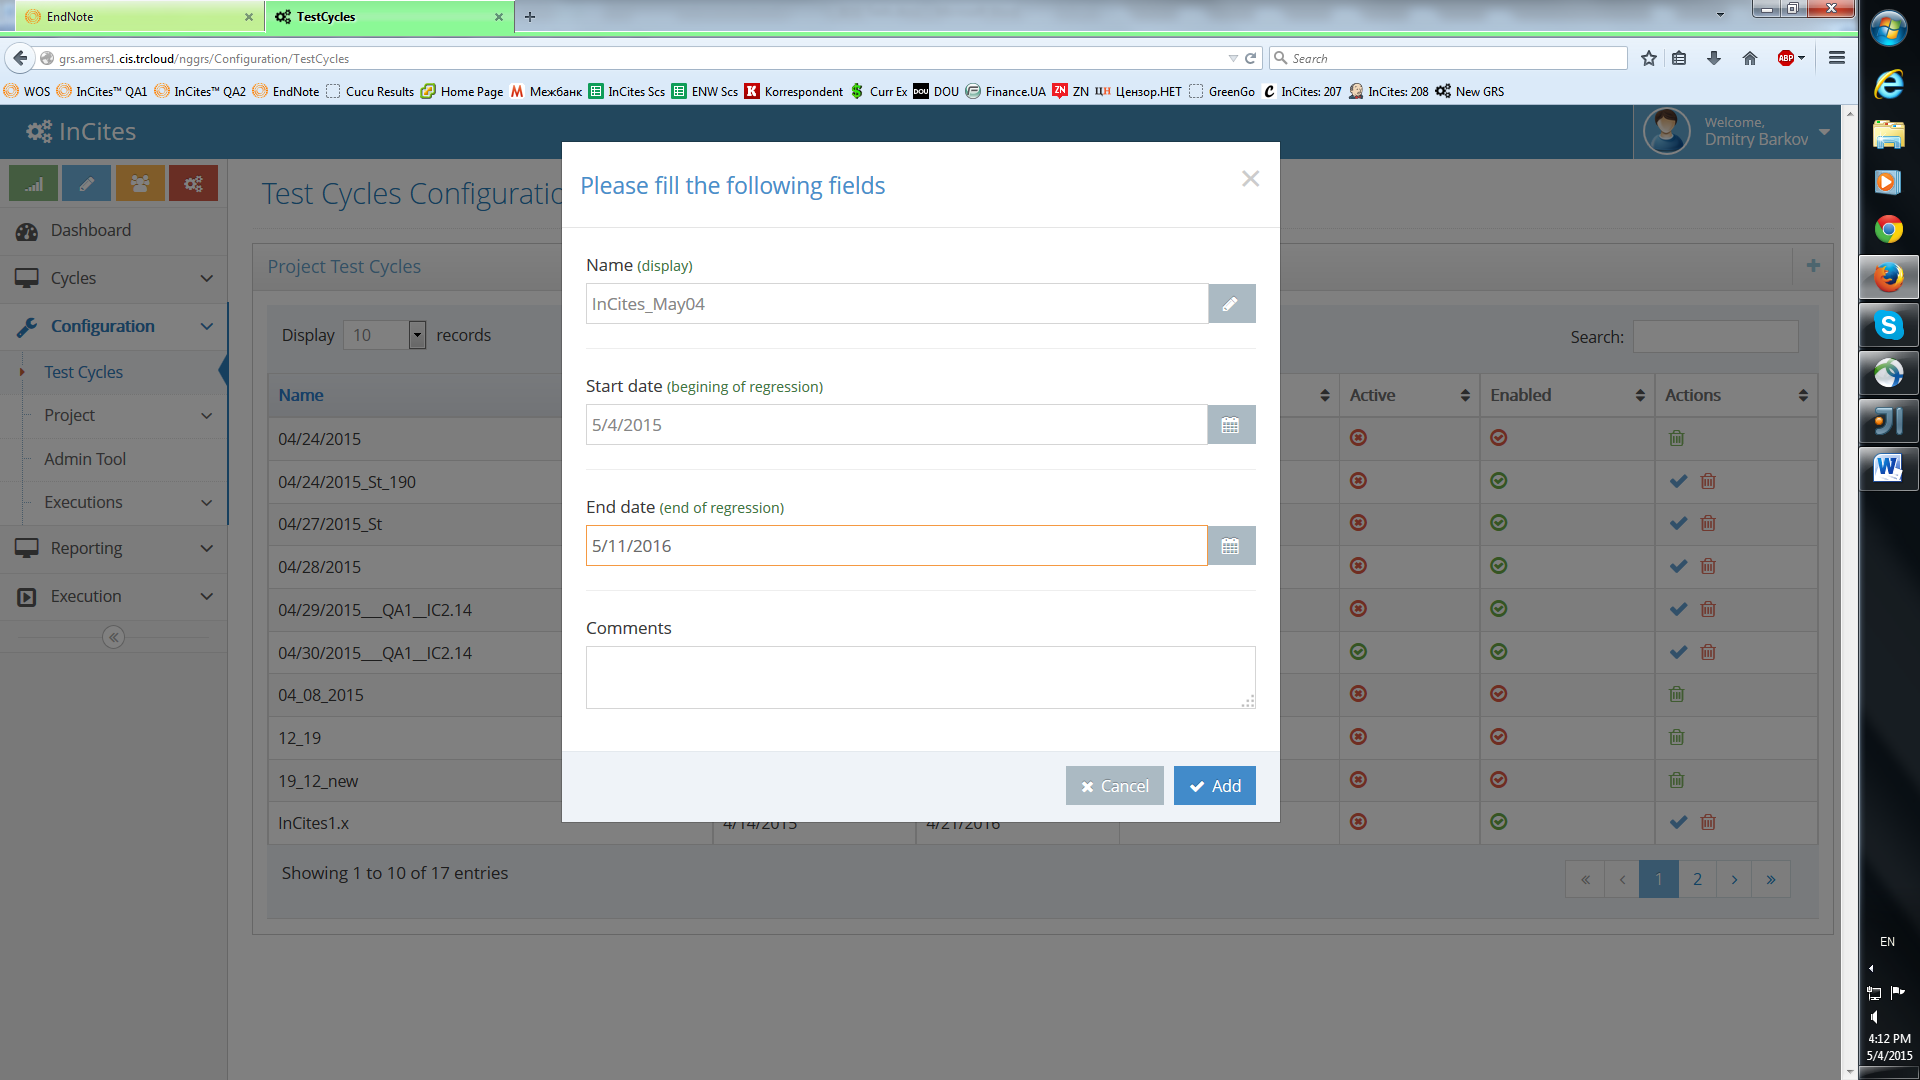 EndNote
TestCycles
grs.amers1.cis.trcloud/nggrs/Configuration/TestCycles
Search
ABP
WOS InCites™ QA1 InCites™ QA2 EndNote Cucu Results Home Page Межбанк InCites Scs ENW Scs Korrespondent Curr Ex DOU Finance.UA ZN Цензор.НЕТ GreenGo InCites: 207 InCites: 208 New GRS
InCites
Welcome,
Dmitry Barkov
Dashboard
Cycles
Configuration
Test Cycles
Project
Admin Tool
Executions
Reporting
Execution
Test Cycles Configuratio
Project Test Cycles
Display 10 records
Search:
Name Active Enabled Actions
04/24/2015
04/24/2015_St_190
04/27/2015_St
04/28/2015
04/29/2015___QA1__IC2.14
04/30/2015___QA1__IC2.14
04_08_2015
12_19
19_12_new
InCites1.x 4/14/2015 4/21/2016
Showing 1 to 10 of 17 entries
« ‹ 1 2 › »
Please fill the following fields
Name (display)
InCites_May04
Start date (begining of regression)
5/4/2015
End date (end of regression)
5/11/2016
Comments
Cancel Add
EN
4:12 PM
5/4/2015